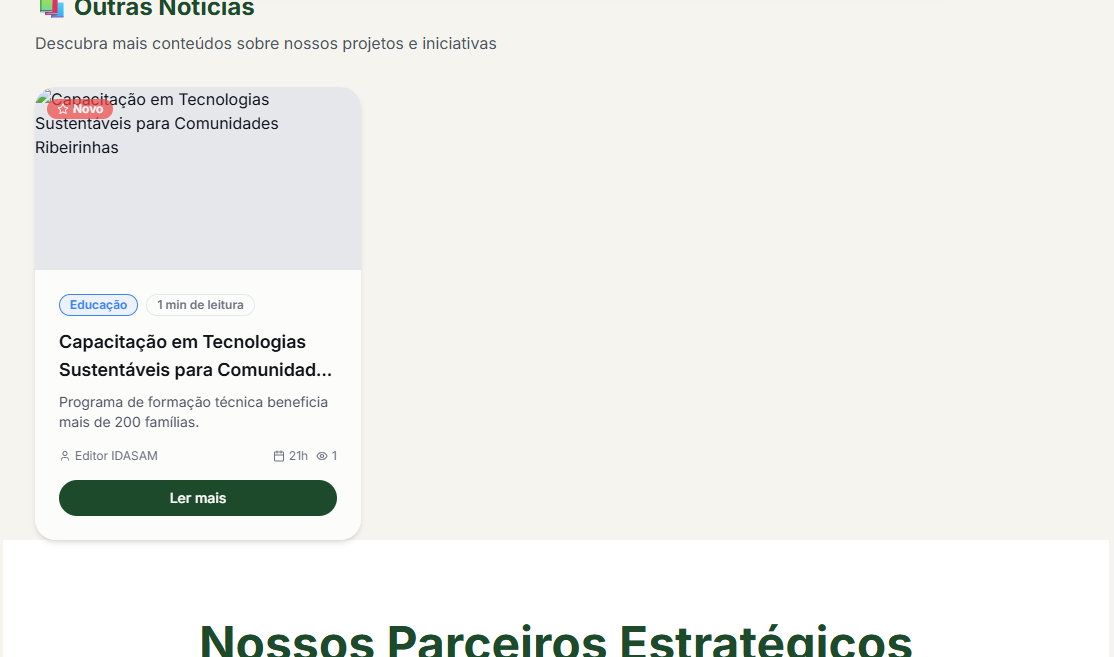 Outras Notícias
Descubra mais conteúdos sobre nossos projetos e iniciativas
Capacitação em Tecnologias
Novo
Sustentáveis para Comunidades
Ribeirinhas
Educação
1 min de leitura
Capacitação em Tecnologias
Sustentáveis para Comunidad...
Programa de formação técnica beneficia
mais de 200 famílias.
Editor IDASAM
21h
1
Ler mais
Nossos Parceiros Estratégicos